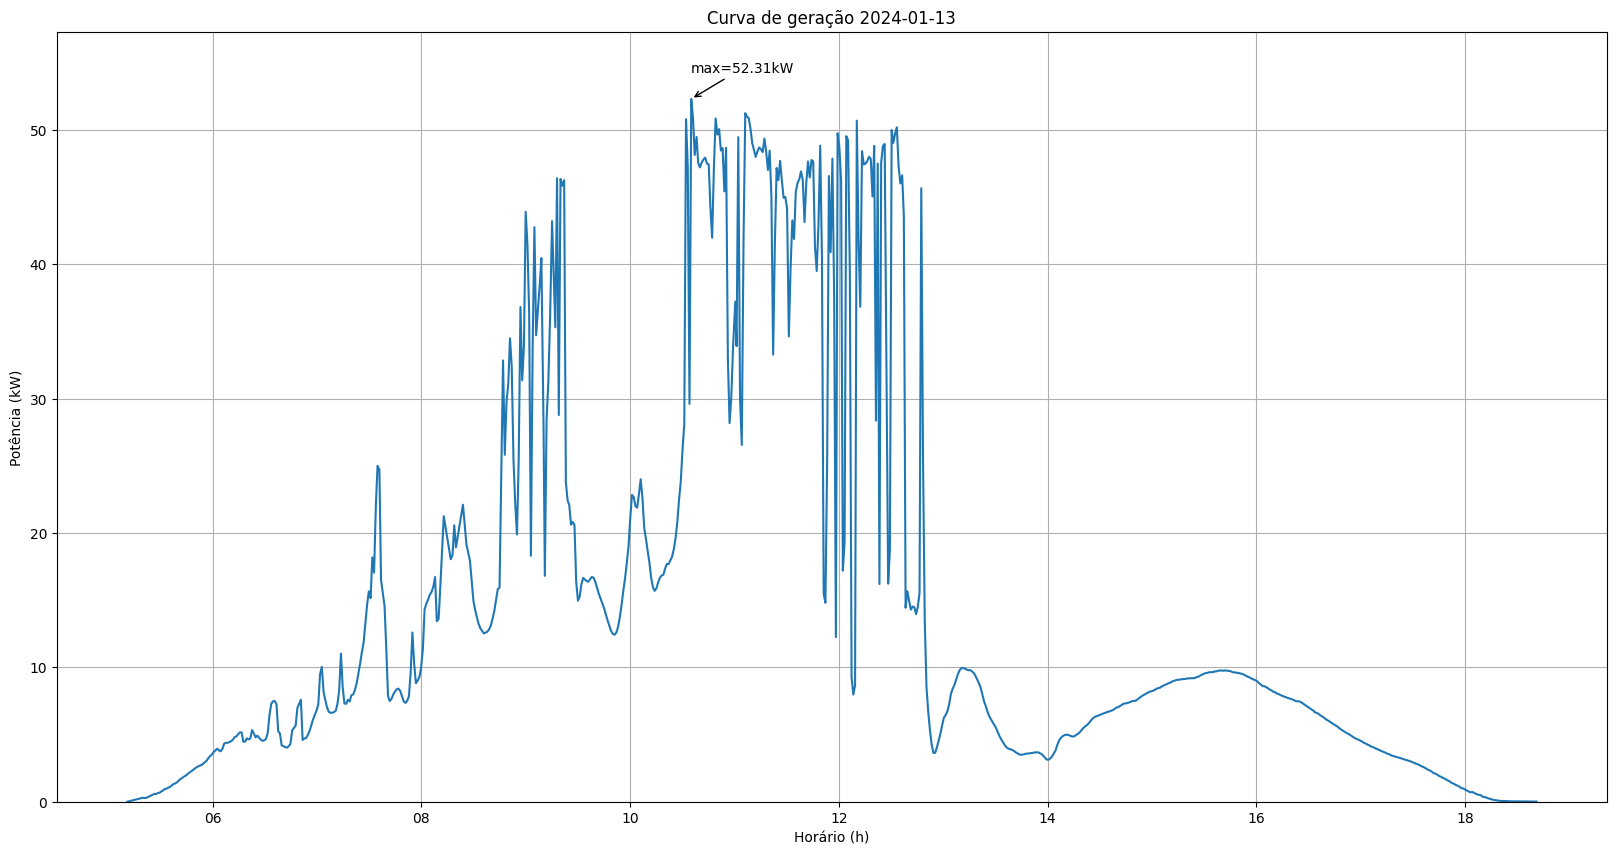 Curva de geração 2024-01-13
max=52.31kW
50
40
30
20
10
0
Potência (kW)
06 08 10 12 14 16 18
Horário (h)